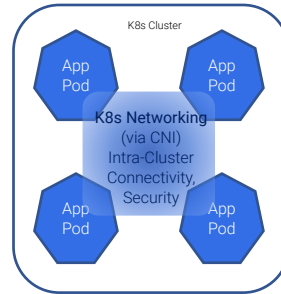 K8s Cluster
App
Pod
App
Pod
K8s Networking
(via CNI)
Intra-Cluster
Connectivity,
Security
App
Pod
App
Pod